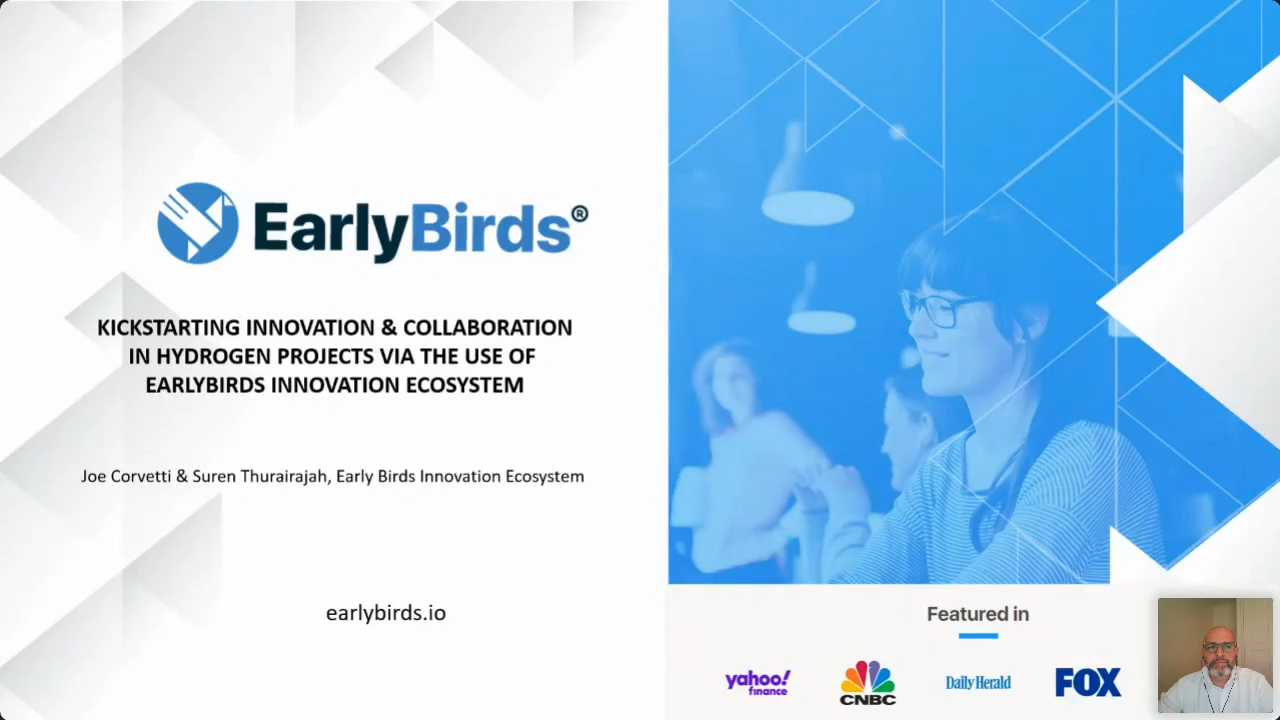 EarlyBirds®
KICKSTARTING INNOVATION & COLLABORATION
IN HYDROGEN PROJECTS VIA THE USE OF
EARLYBIRDS INNOVATION ECOSYSTEM
Joe Corvetti & Suren Thurairajah, Early Birds Innovation Ecosystem
earlybirds.io
Featured in
yahoo!
finance
CNBC
Daily Herald
FOX